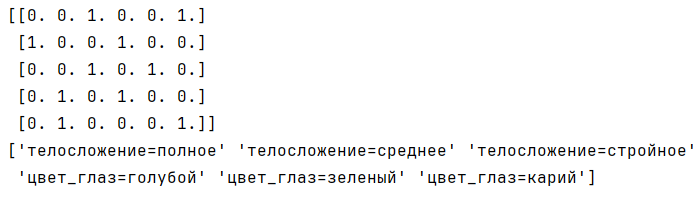 [[0. 0. 1. 0. 0. 1.]
 [1. 0. 0. 1. 0. 0.]
 [0. 0. 1. 0. 1. 0.]
 [0. 1. 0. 1. 0. 0.]
 [0. 1. 0. 0. 0. 1.]]
['телосложение=полное' 'телосложение=среднее' 'телосложение=стройное'
 'цвет_глаз=голубой' 'цвет_глаз=зеленый' 'цвет_глаз=карий']